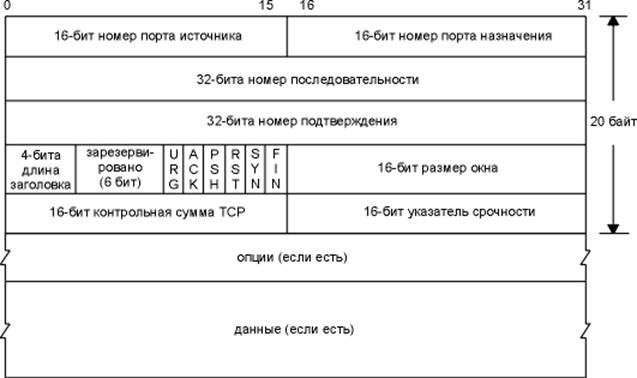 0 15 16 31
16-бит номер порта источника 16-бит номер порта назначения
32-бита номер последовательности
32-бита номер подтверждения
20 байт
4-бита длина заголовка
зарезерви-
ровано
(6 бит)
URG
ACK
PSH
RST
SYN
FIN
16-бит размер окна
16-бит контрольная сумма TCP 16-бит указатель срочности
опции (если есть)
данные (если есть)